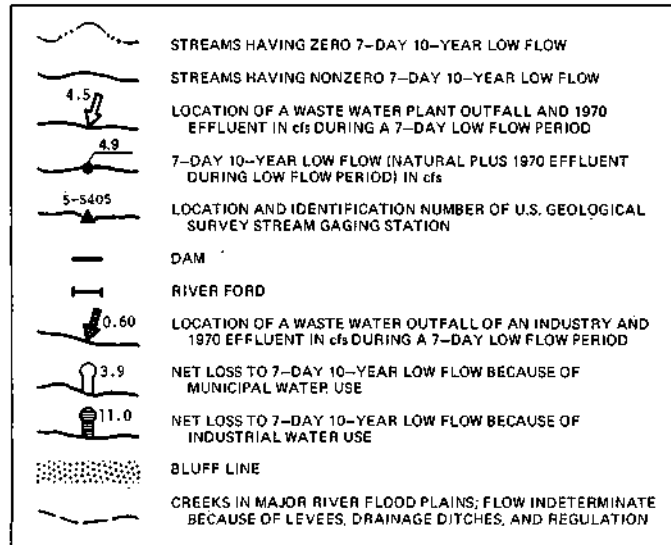 STREAMS HAVING ZERO 7-DAY 10-YEAR LOW FLOW
STREAMS HAVING NONZERO 7-DAY 10-YEAR LOW FLOW
4.5
LOCATION OF A WASTE WATER PLANT OUTFALL AND 1970
EFFLUENT IN cfs DURING A 7-DAY LOW FLOW PERIOD
4.9
7-DAY 10-YEAR LOW FLOW (NATURAL PLUS 1970 EFFLUENT
DURING LOW FLOW PERIOD) IN cfs
5-5405
LOCATION AND IDENTIFICATION NUMBER OF U.S. GEOLOGICAL
SURVEY STREAM GAGING STATION
DAM
RIVER FORD
0.60
LOCATION OF A WASTE WATER OUTFALL OF AN INDUSTRY AND
1970 EFFLUENT IN cfs DURING A 7-DAY LOW FLOW PERIOD
3.9
NET LOSS TO 7-DAY 10-YEAR LOW FLOW BECAUSE OF
MUNICIPAL WATER USE
11.0
NET LOSS TO 7-DAY 10-YEAR LOW FLOW BECAUSE OF
INDUSTRIAL WATER USE
BLUFF LINE
CREEKS IN MAJOR RIVER FLOOD PLAINS; FLOW INDETERMINATE
BECAUSE OF LEVEES, DRAINAGE DITCHES, AND REGULATION